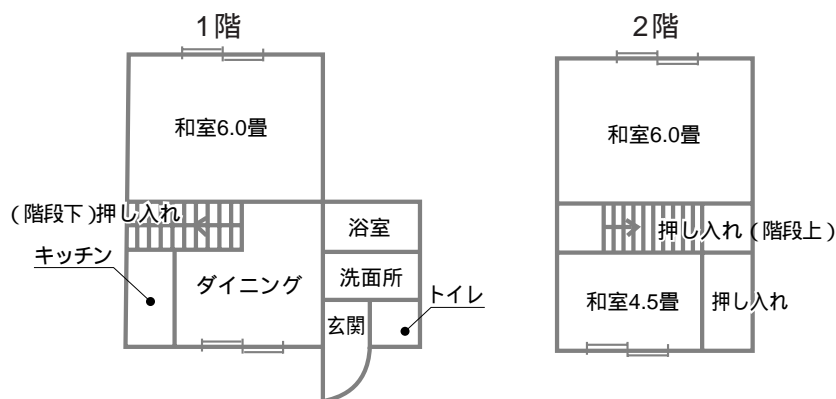 1階
和室6.0畳
(階段下)押し入れ
キッチン
ダイニング
浴室
洗面所
玄関
トイレ
2階
和室6.0畳
押し入れ(階段上)
和室4.5畳
押し入れ